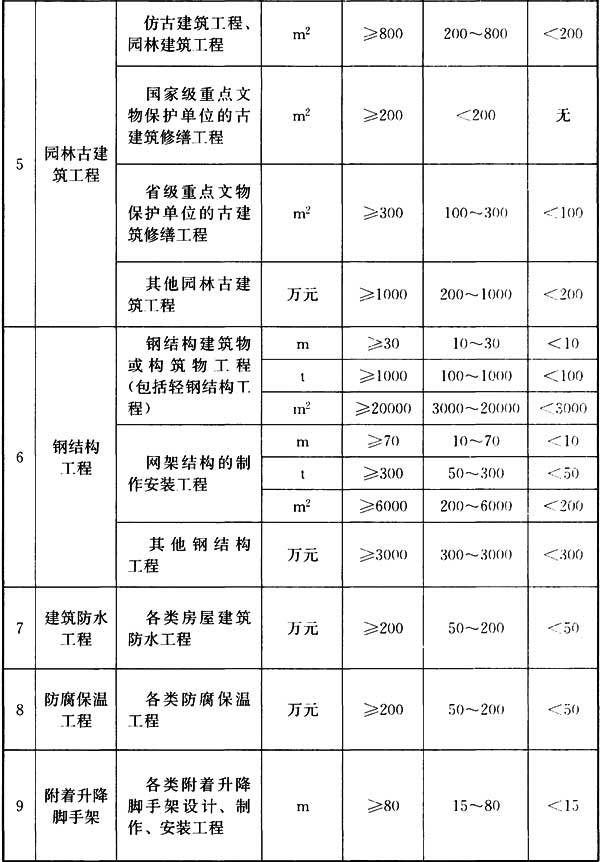 5
园林古建
筑工程
仿古建筑工程、
园林建筑工程
m²
≥800
200～800
<200
国家级重点文
物保护单位的古
建筑修缮工程
m²
≥200
<200
无
省级重点文物
保护单位的古建
筑修缮工程
m²
≥300
100～300
<100
其他园林古建
筑工程
万元
≥1000
200～1000
<200
6
钢结构
工程
钢结构建筑物
或构筑物工程
(包括轻钢结构工
程)
m
≥30
10～30
<10
t
≥1000
100～1000
<100
m²
≥20000
3000～20000
<3000
网架结构的制
作安装工程
m
≥70
10～70
<10
t
≥300
50～300
<50
m²
≥6000
200～6000
<200
其他钢结构
工程
万元
≥3000
300～3000
<300
7
建筑防水
工程
各类房屋建筑
防水工程
万元
≥200
50～200
<50
8
防腐保温
工程
各类防腐保温
工程
万元
≥200
50～200
<50
9
附着升降
脚手架
各类附着升降
脚手架设计、制
作、安装工程
m
≥80
15～80
<15